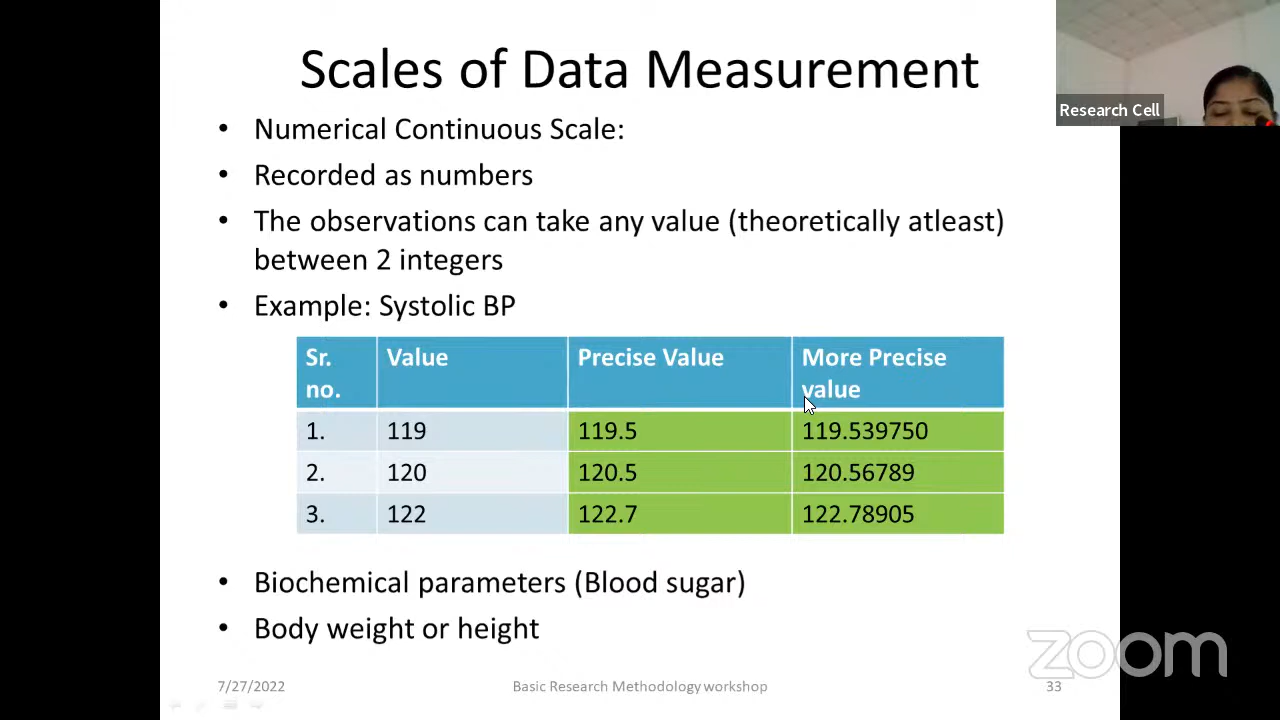 Scales of Data Measurement
Research Cell
• Numerical Continuous Scale:
• Recorded as numbers
• The observations can take any value (theoretically atleast)
between 2 integers
• Example: Systolic BP
Sr. no. Value Precise Value More Precise value
1. 119 119.5 119.539750
2. 120 120.5 120.56789
3. 122 122.7 122.78905
• Biochemical parameters (Blood sugar)
• Body weight or height
zoom
7/27/2022 Basic Research Methodology workshop 33